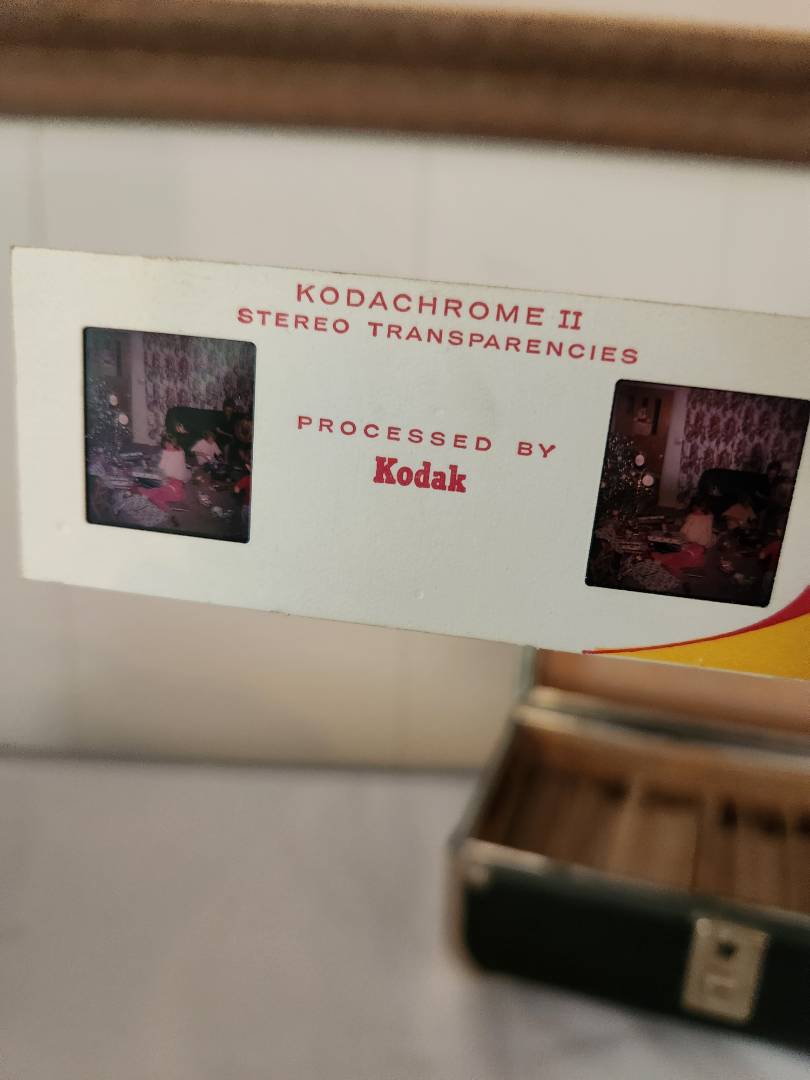 KODACHROME II
STEREO TRANSPARENCIES
PROCESSED BY
Kodak